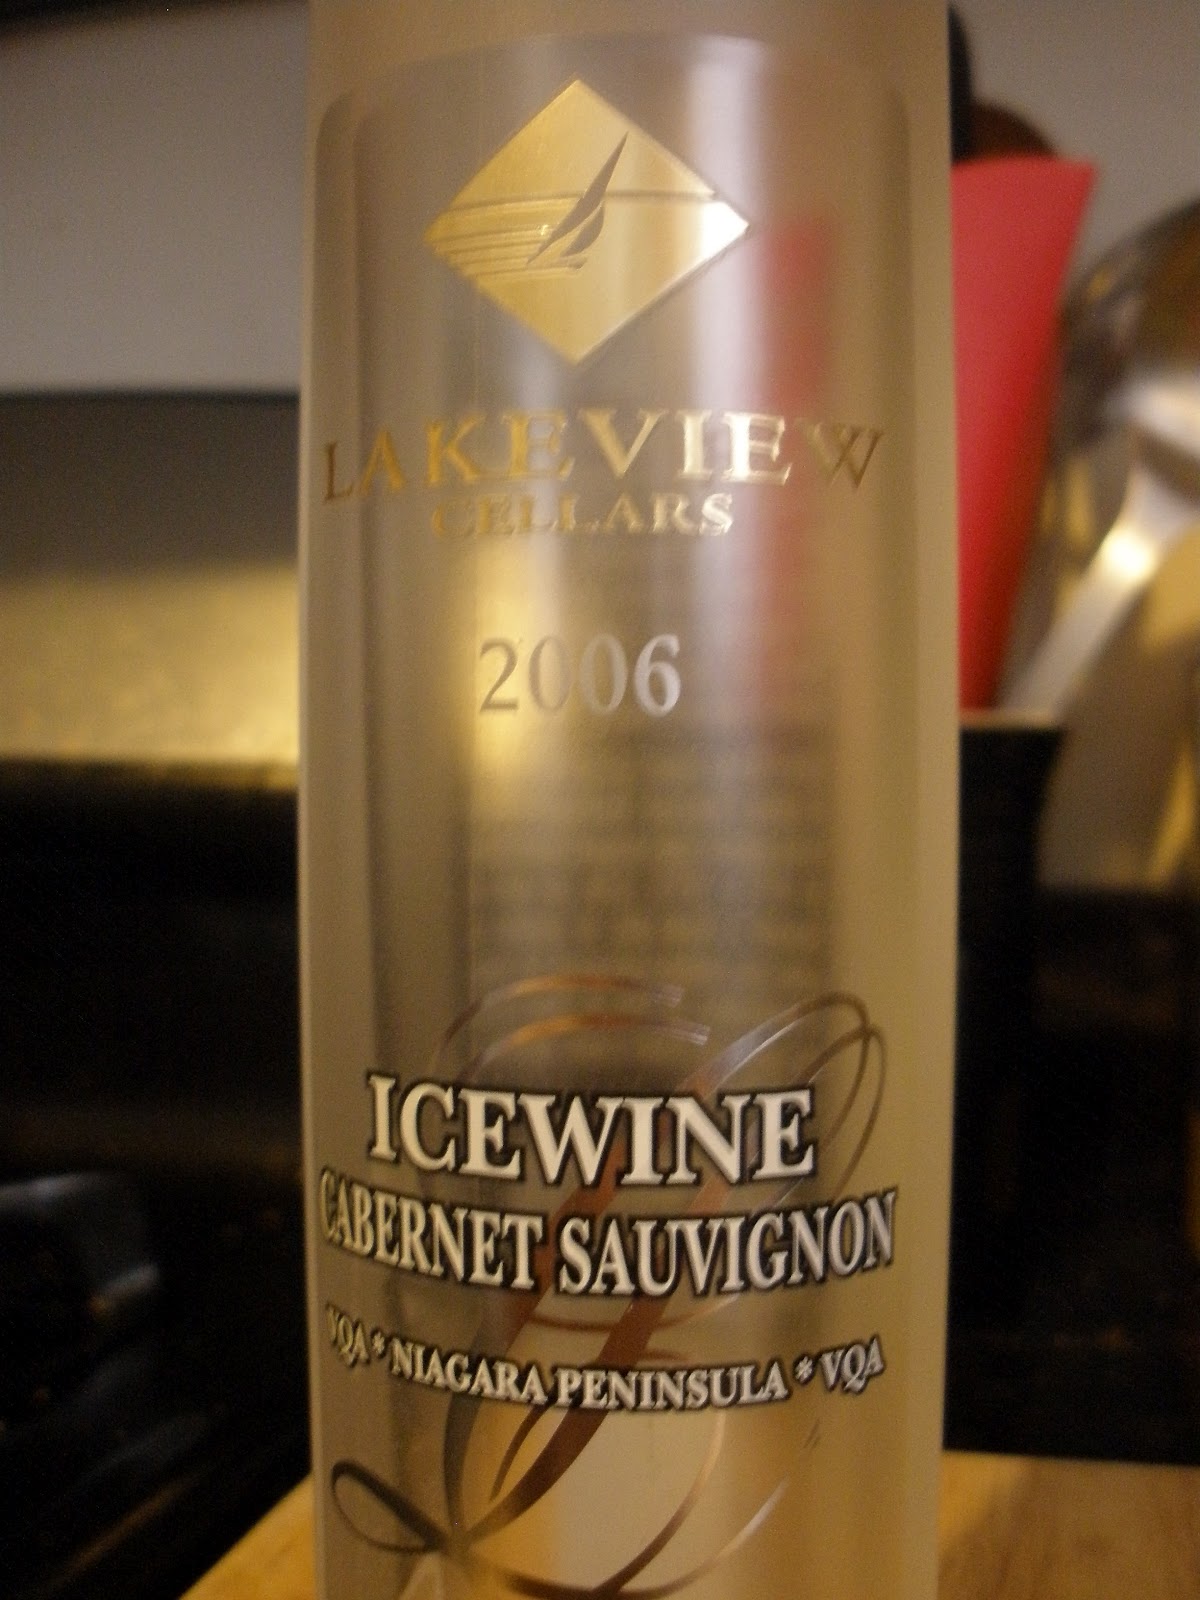 LAKEVIEW
CELLARS
2006
ICEWINE
CABERNET SAUVIGNON
VQA * NIAGARA PENINSULA * VQA